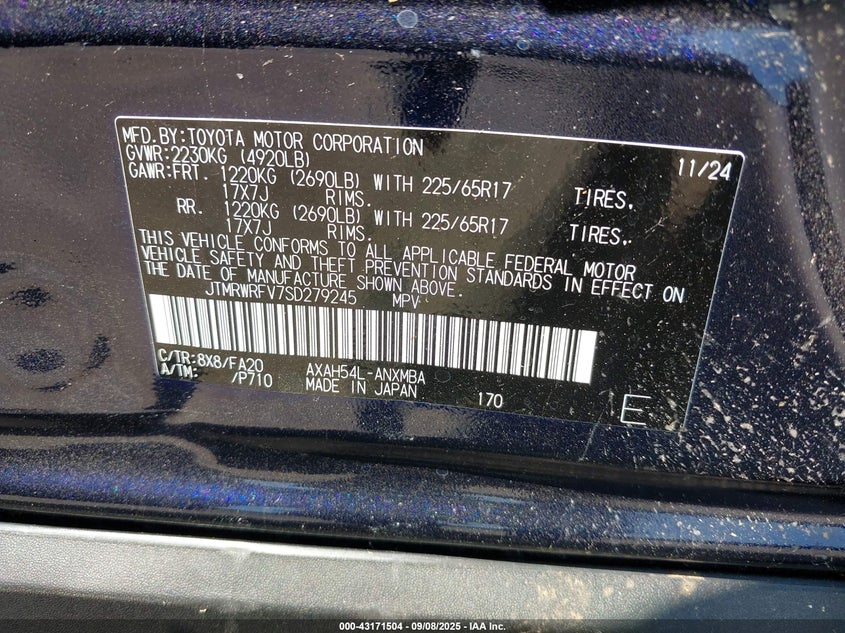 MFD.BY:TOYOTA MOTOR CORPORATION 11/24
GVWR:2230KG (4920LB)
GAWR:FRT. 1220KG (2690LB) WITH 225/65R17 TIRES,
17X7J RIMS.
RR. 1220KG (2690LB) WITH 225/65R17 TIRES,
17X7J RIMS.
THIS VEHICLE CONFORMS TO ALL APPLICABLE FEDERAL MOTOR
VEHICLE SAFETY AND THEFT PREVENTION STANDARDS IN EFFECT ON
THE DATE OF MANUFACTURE SHOWN ABOVE.
JTMRWRFV7SD279245 MPV
C/TR:8X8/FA20 AXAH54L-ANXMBA
A/TM: /P710 MADE IN JAPAN 170 E
000-43171504 - 09/08/2025 - IAA Inc.